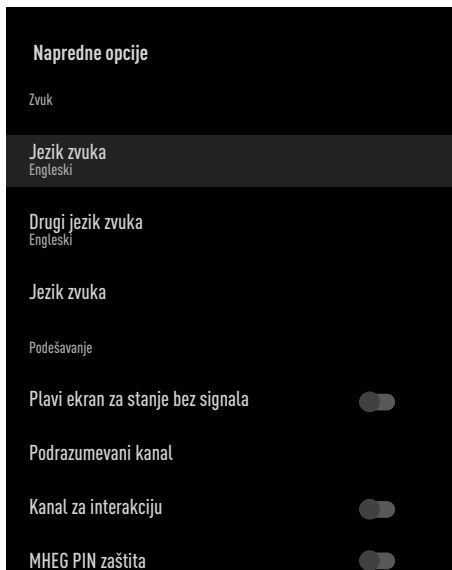 Napredne opcije
Zvuk
Jezik zvuka
Engleski
Drugi jezik zvuka
Engleski
Jezik zvuka
Podešavanje
Plavi ekran za stanje bez signala
Podrazumevani kanal
Kanal za interakciju
MHEG PIN zaštita